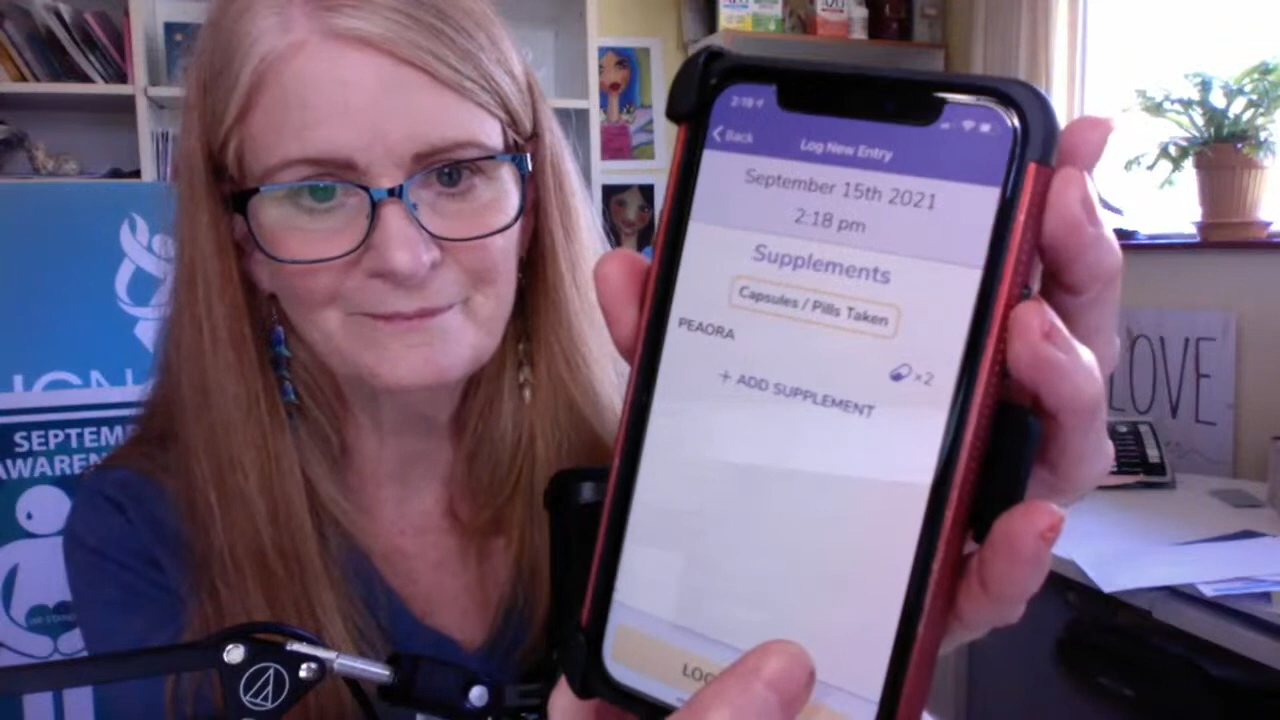 2:18
Back
Log New Entry
September 15th 2021
2:18 pm
Supplements
Capsules / Pills Taken
PEAORA
×2
+ ADD SUPPLEMENT
SEPTEM
AWAREN
LOVE